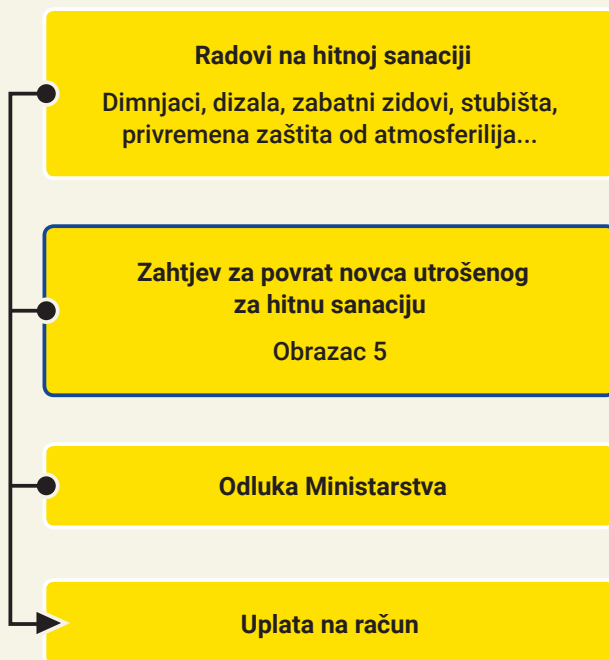 Radovi na hitnoj sanaciji
Dimnjaci, dizala, zabatni zidovi, stubišta,
privremena zaštita od atmosferilija...
Zahtjev za povrat novca utrošenog
za hitnu sanaciju
Obrazac 5
Odluka Ministarstva
Uplata na račun